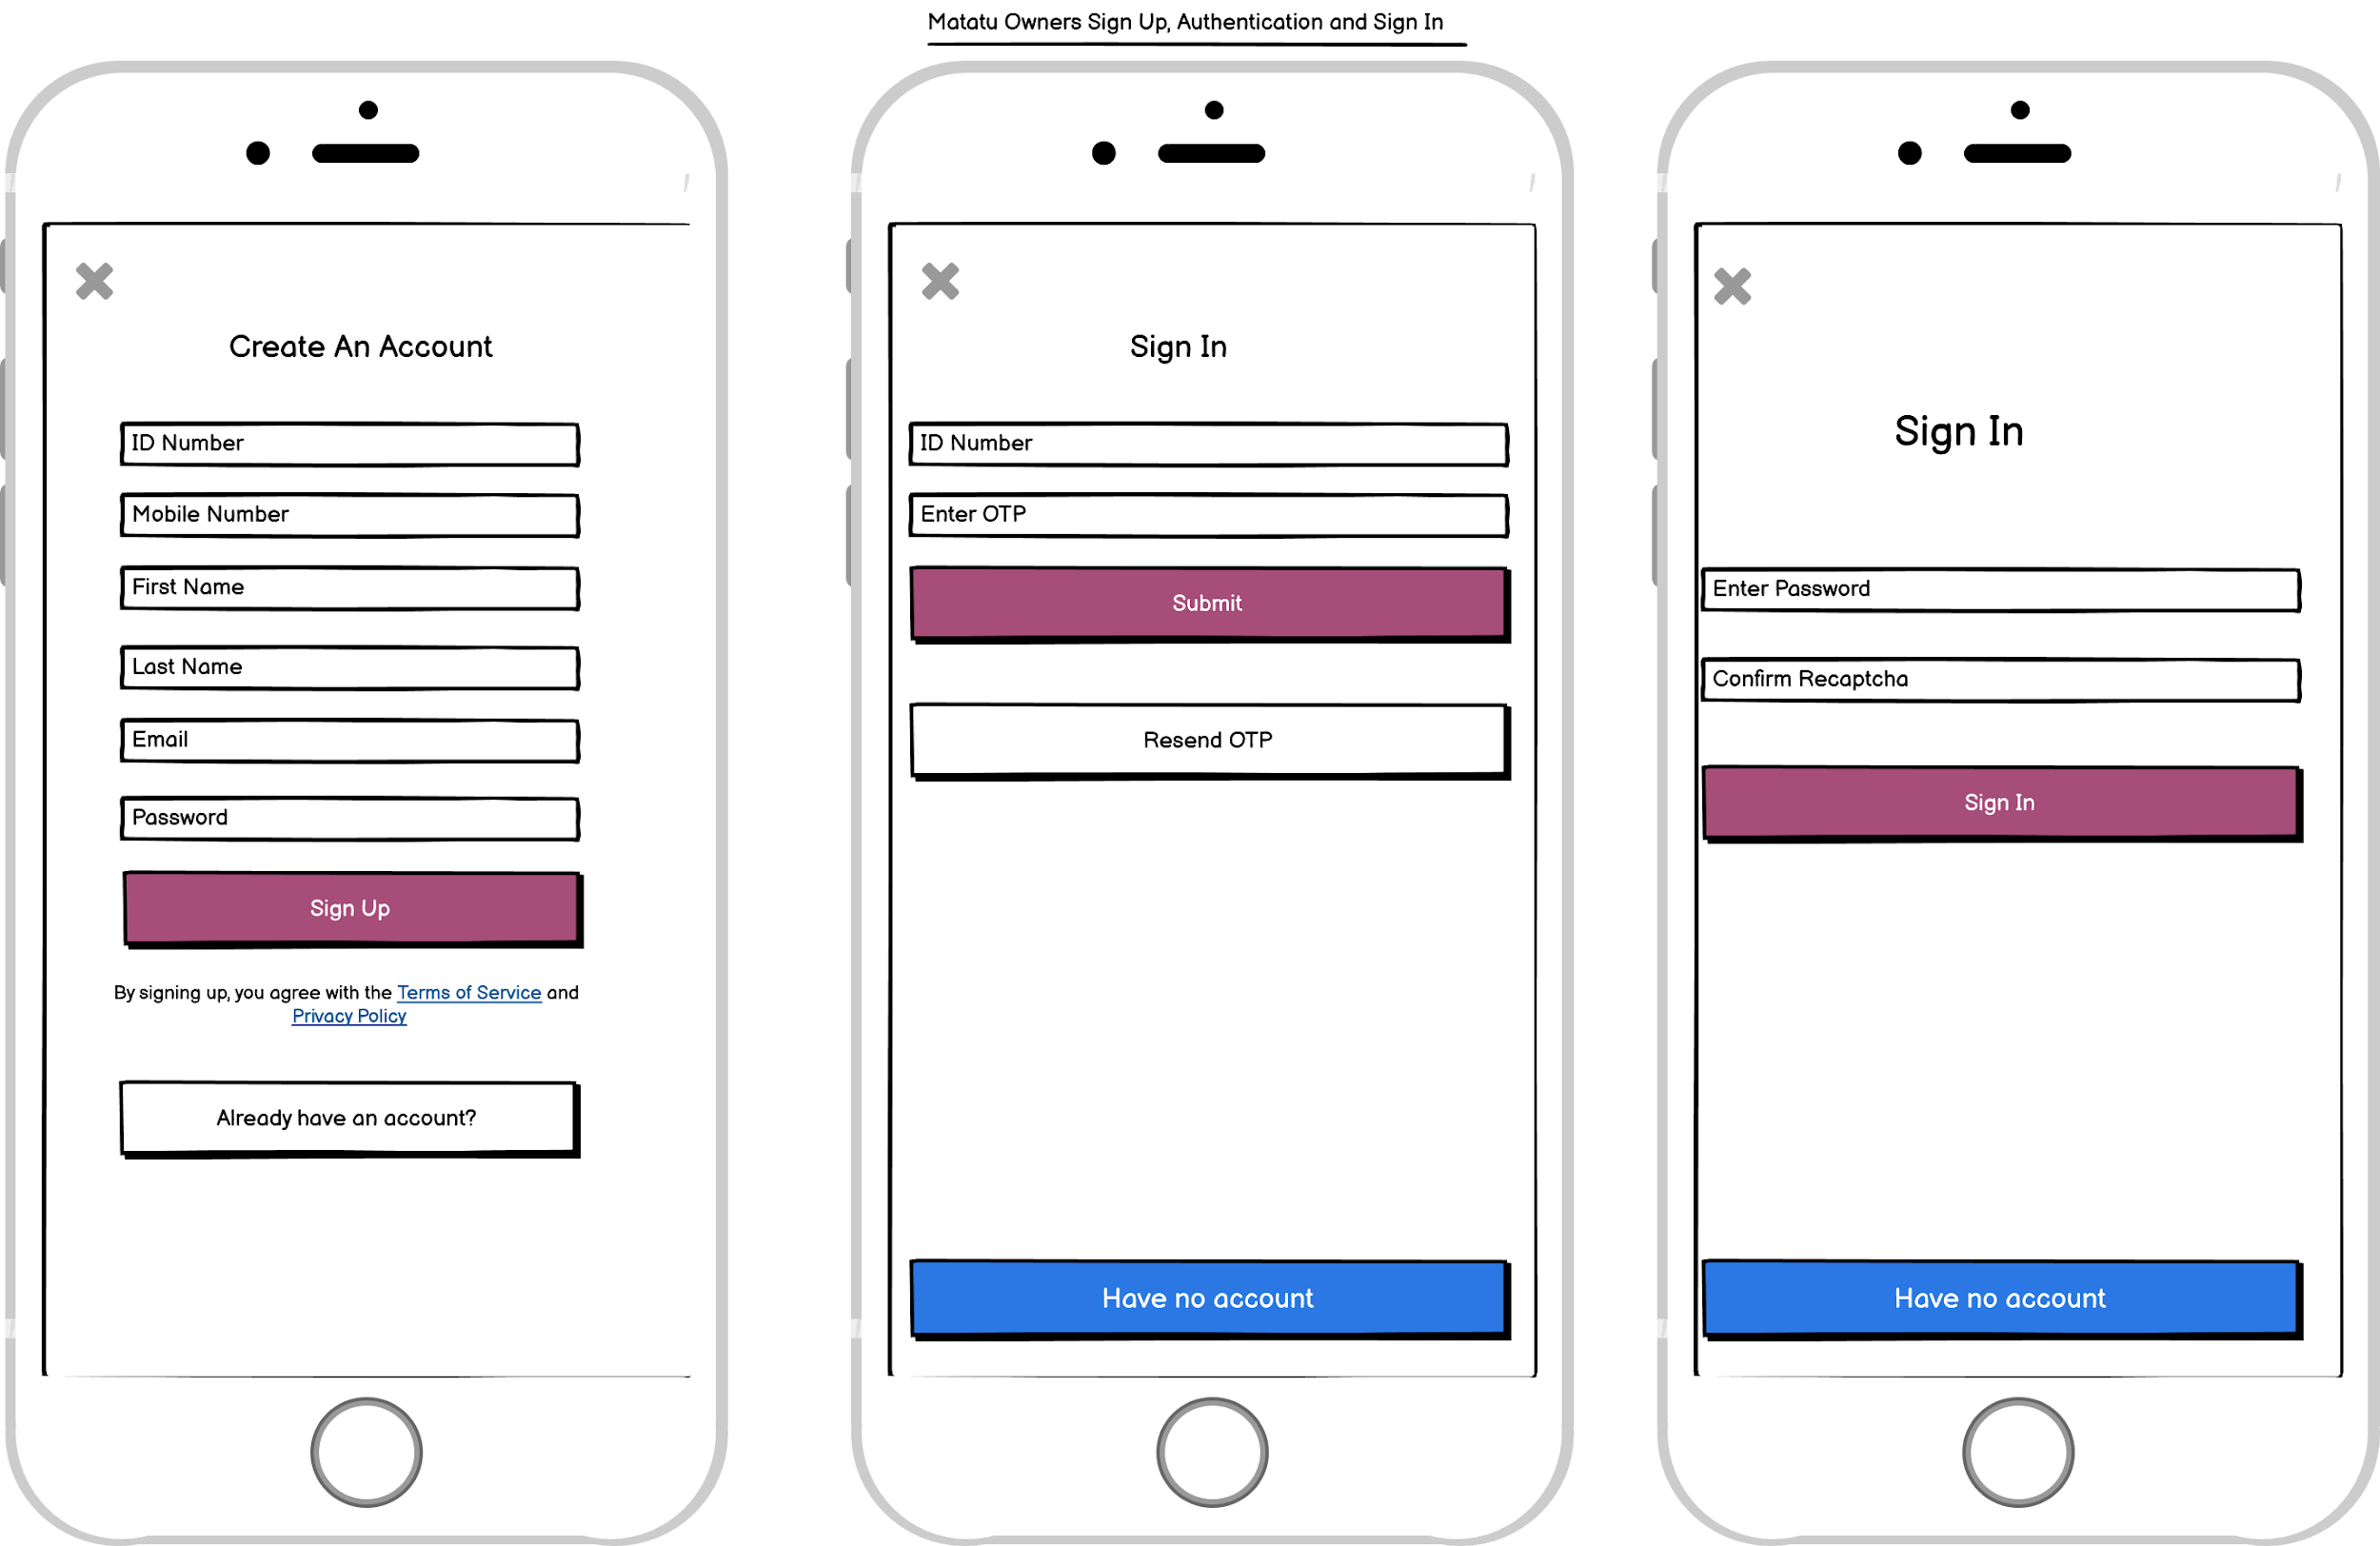 Matatu Owners Sign Up, Authentication and Sign In
Create An Account
ID Number
Mobile Number
First Name
Last Name
Email
Password
Sign Up
By signing up, you agree with the Terms of Service and
Privacy Policy
Already have an account?
Sign In
ID Number
Enter OTP
Submit
Resend OTP
Have no account
Sign In
Enter Password
Confirm Recaptcha
Sign In
Have no account